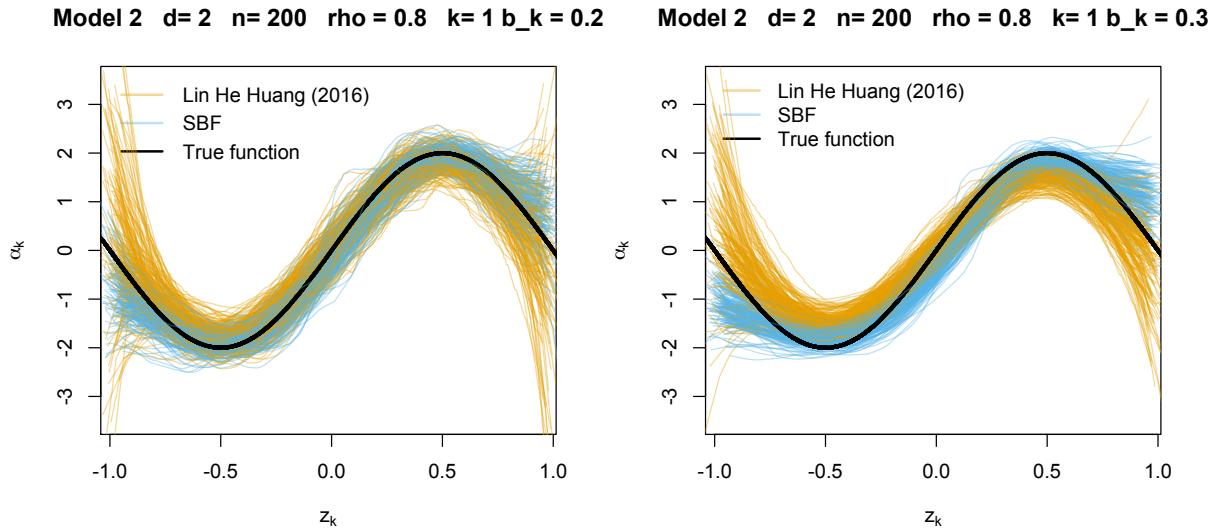 Model 2 d= 2 n= 200 rho = 0.8 k= 1 b_k = 0.2
3
2
1
0
-1
-2
-3
α_k
Lin He Huang (2016)
SBF
True function
-1.0 -0.5 0.0 0.5 1.0
z_k
Model 2 d= 2 n= 200 rho = 0.8 k= 1 b_k = 0.3
3
2
1
0
-1
-2
-3
α_k
Lin He Huang (2016)
SBF
True function
-1.0 -0.5 0.0 0.5 1.0
z_k